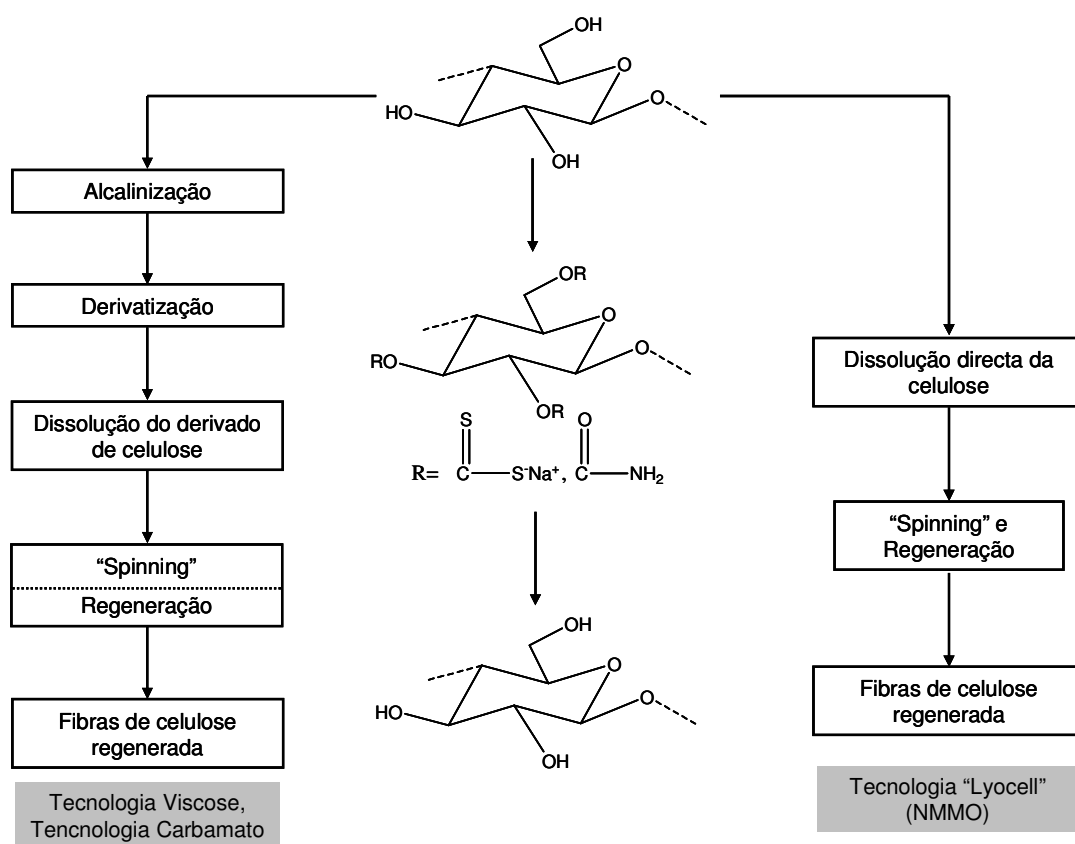 OH
O
O
HO
OH
Alcalinização
Derivatização
Dissolução do derivado
de celulose
“Spinning”
Regeneração
Fibras de celulose
regenerada
Tecnologia Viscose,
Tencnologia Carbamato
OR
O
O
RO
OR
S
O
R= C S⁻Na⁺, C NH₂
OH
O
O
HO
OH
Dissolução directa da
celulose
“Spinning” e
Regeneração
Fibras de celulose
regenerada
Tecnologia “Lyocell”
(NMMO)